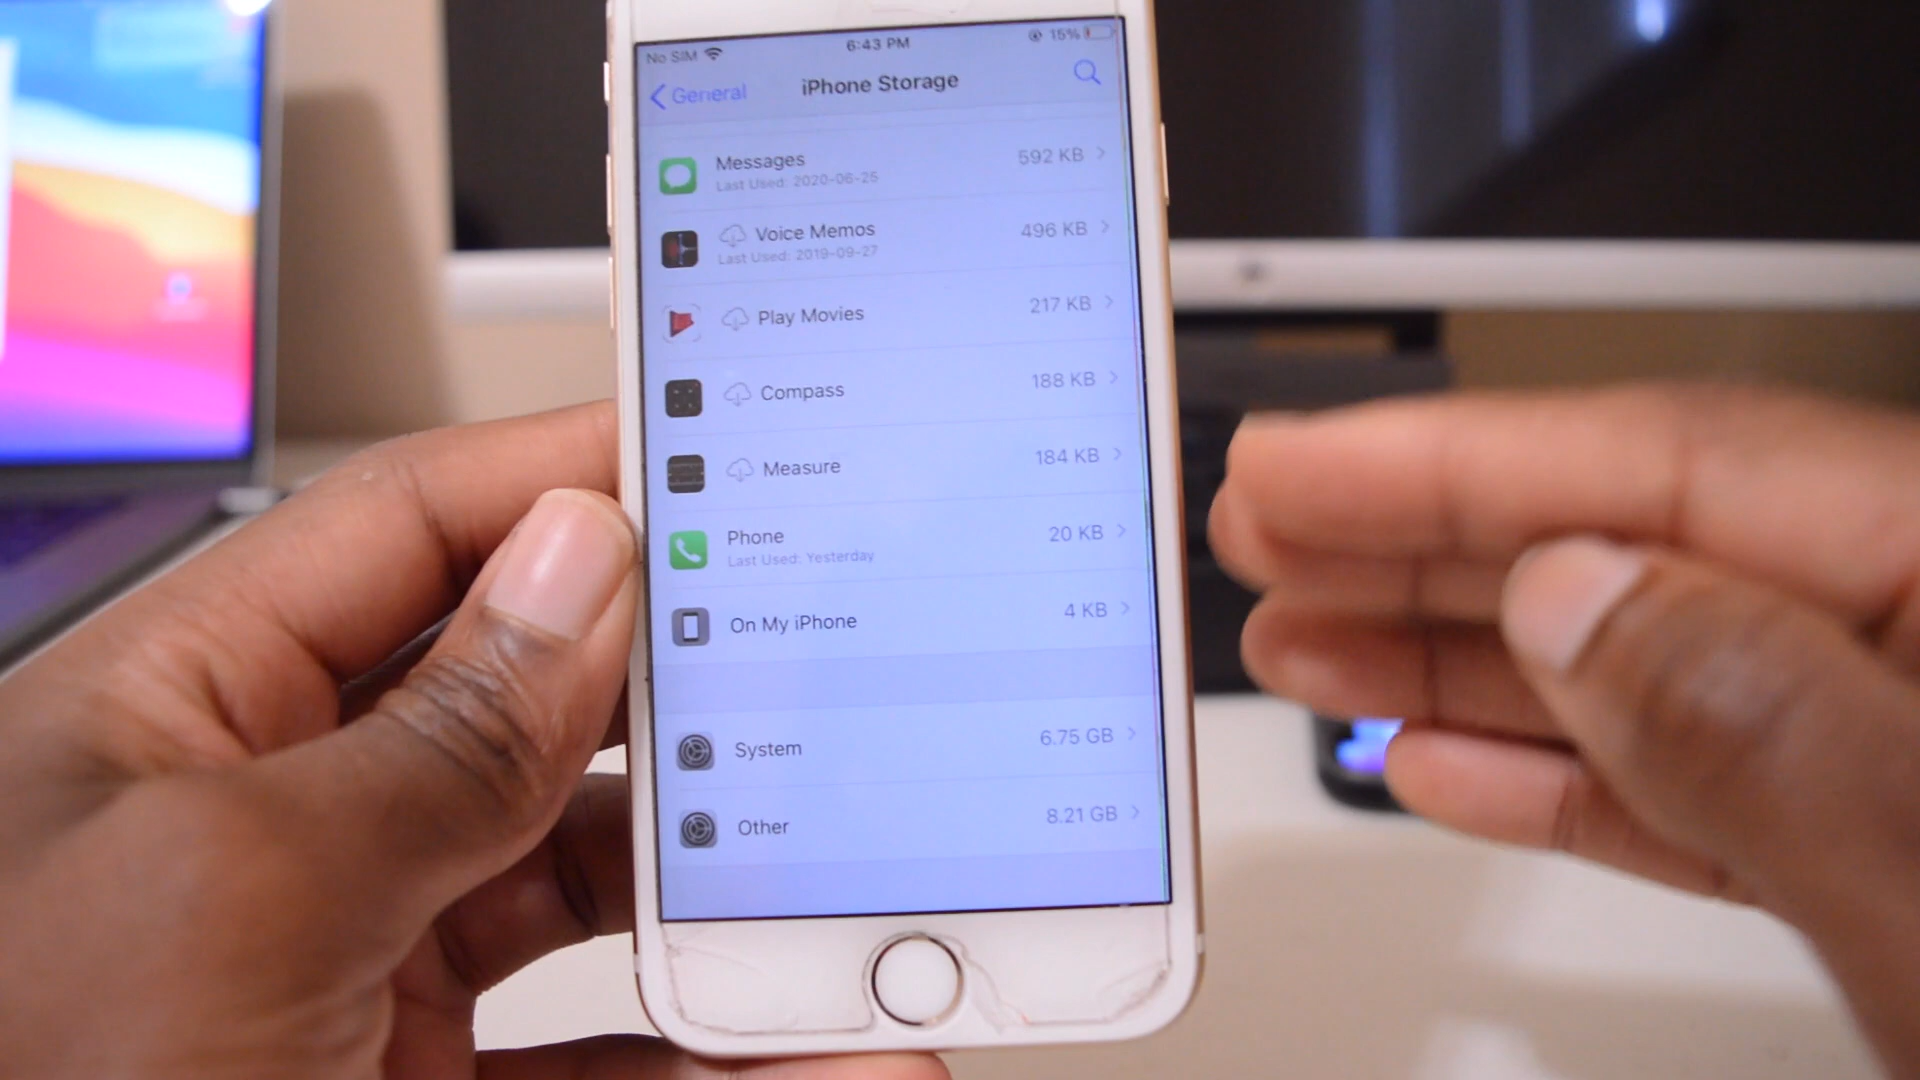 No SIM 6:43 PM 15%
General iPhone Storage
Messages 592 KB
Last Used: 2020-06-25
Voice Memos 496 KB
Last Used: 2019-09-27
Play Movies 217 KB
Compass 188 KB
Measure 184 KB
Phone 20 KB
Last Used: Yesterday
On My iPhone 4 KB
System 6.75 GB
Other 8.21 GB